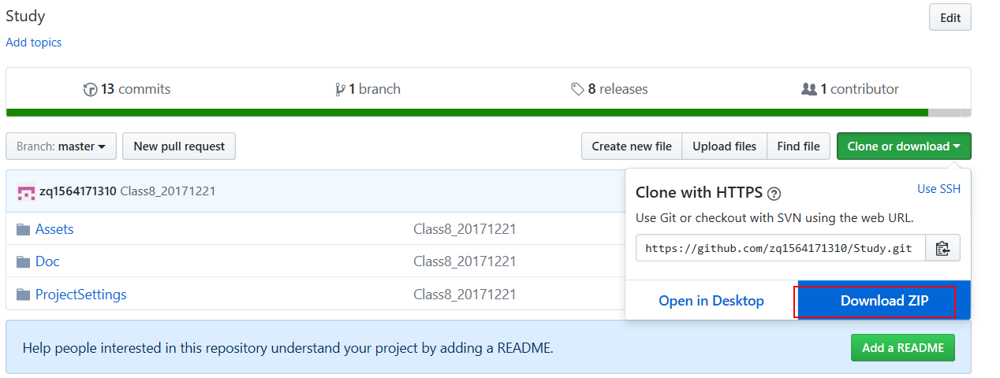 Study
Edit
Add topics
13 commits
1 branch
8 releases
1 contributor
Branch: master
New pull request
Create new file
Upload files
Find file
Clone or download
zq1564171310 Class8_20171221
Clone with HTTPS
Use SSH
Use Git or checkout with SVN using the web URL.
https://github.com/zq1564171310/Study.git
Open in Desktop
Download ZIP
Assets
Class8_20171221
Doc
Class8_20171221
ProjectSettings
Class8_20171221
Help people interested in this repository understand your project by adding a README.
Add a README